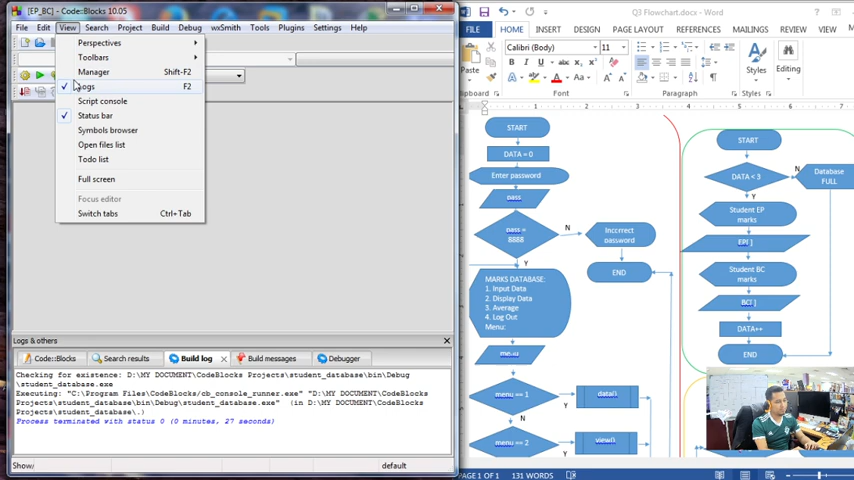 [EP_BC] - Code::Blocks 10.05
File Edit View Search Project Build Debug wxSmith Tools Plugins Settings Help
Perspectives
Toolbars
Manager Shift-F2
Logs F2
Script console
Status bar
Symbols browser
Open files list
Todo list
Full screen
Focus editor
Switch tabs Ctrl+Tab
Logs & others
Code::Blocks Search results Build log Build messages Debugger
Checking for existence: D:\MY DOCUMENT\CodeBlocks Projects\student_database\bin\Debug
\student_database.exe
Executing: "C:\Program Files\CodeBlocks/cb_console_runner.exe" "D:\MY DOCUMENT\CodeBlocks
Projects\student_database\bin\Debug\student_database.exe" (in D:\MY DOCUMENT\CodeBlocks
Projects\student_database\.)
Process terminated with status 0 (0 minutes, 27 seconds)
Show/ default
Q3 Flowchart.docx - Word
FILE HOME INSERT DESIGN PAGE LAYOUT REFERENCES MAILINGS REVIEW VIEW
Calibri (Body) 11
Paste
Styles Editing
Clipboard Font Paragraph Styles
1 2 3 4 5 6 7
START
DATA = 0
Enter password
pass
pass =
8888
N
Incorrect
password
END
Y
MARKS DATABASE:
1. Input Data
2. Display Data
3. Average
4. Log Out
Menu:
menu
menu == 1
Y
data()
N
menu == 2
Y
view()
START
DATA < 3
N
Database
FULL
Y
Student EP
marks
EP[ ]
Student BC
marks
BC[ ]
DATA++
END
PAGE 1 OF 1 131 WORDS